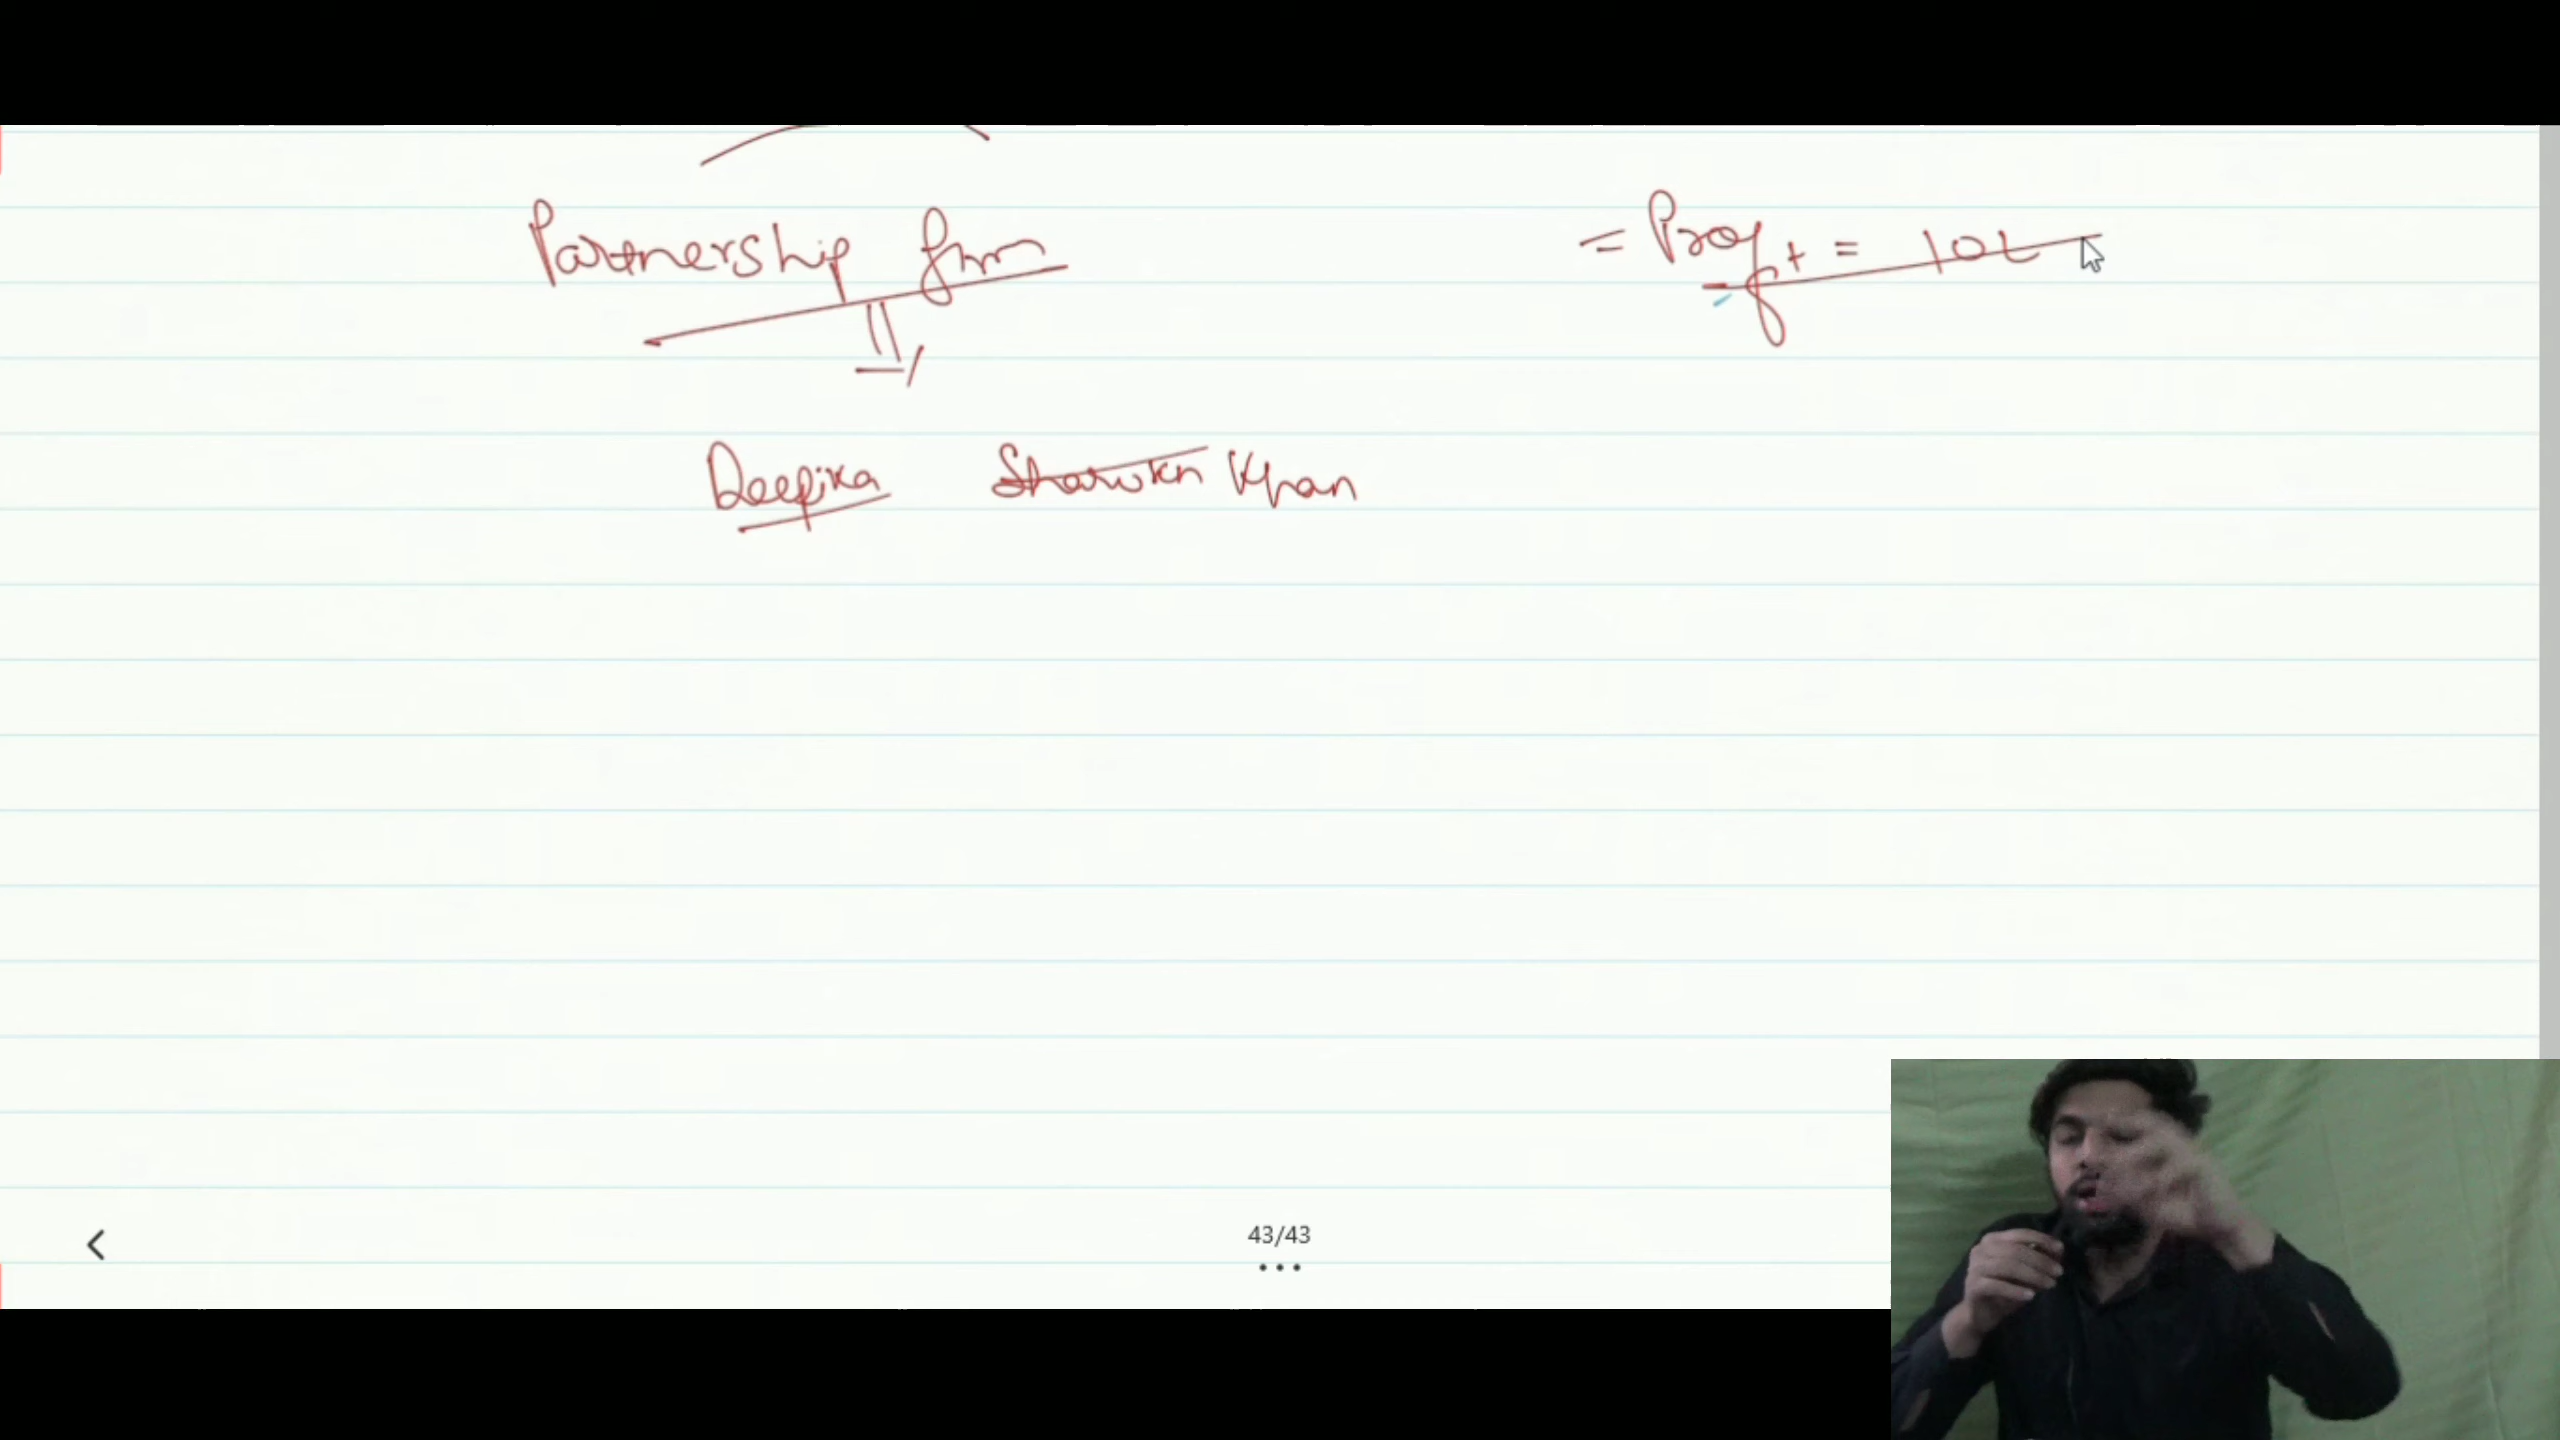 Partnership firm
= Profit = 10L
Deepika Sharukh Khan
43/43